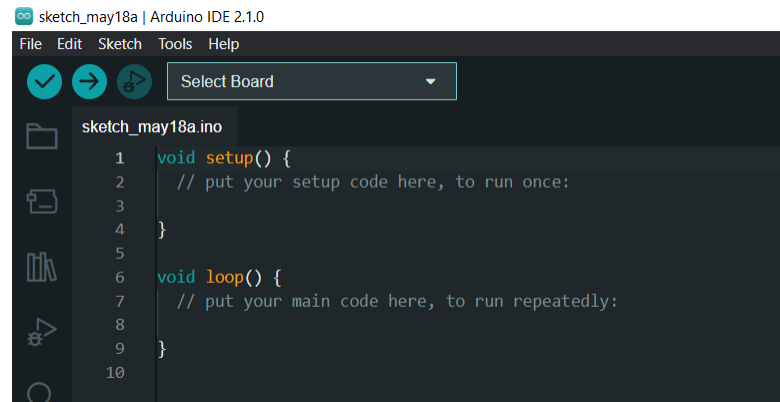 sketch_may18a | Arduino IDE 2.1.0
File Edit Sketch Tools Help
Select Board
sketch_may18a.ino
1 void setup() {
2 // put your setup code here, to run once:
3
4 }
5
6 void loop() {
7 // put your main code here, to run repeatedly:
8
9 }
10